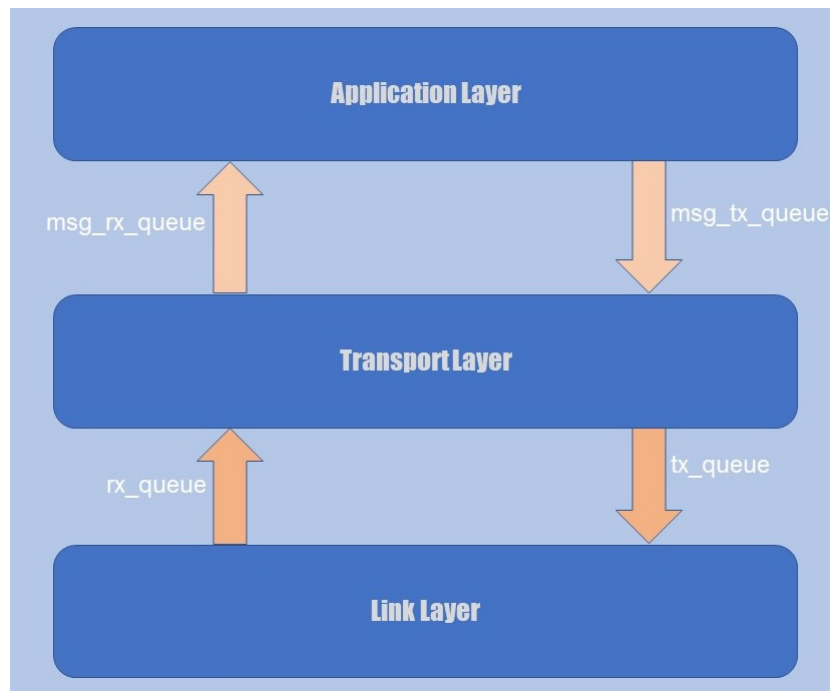 Application Layer
msg_rx_queue
msg_tx_queue
Transport Layer
rx_queue
tx_queue
Link Layer